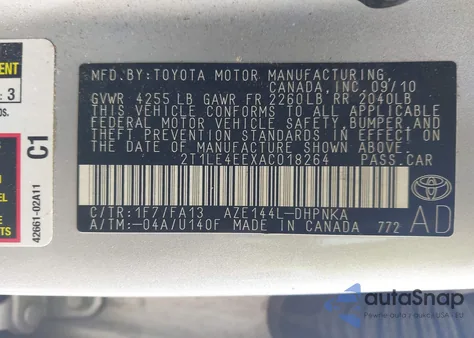 MFD. BY: TOYOTA MOTOR MANUFACTURING,
CANADA, INC. 09/10
GVWR 4255 LB GAWR FR 2260LB RR 2040LB
THIS VEHICLE CONFORMS TO ALL APPLICABLE
FEDERAL MOTOR VEHICLE SAFETY, BUMPER, AND
THEFT PREVENTION STANDARDS IN EFFECT ON
THE DATE OF MANUFACTURE SHOWN ABOVE.
2T1LE4EEXAC018264 PASS.CAR
C/TR: 1F7/FA13 AZE144L-DHPNKA
A/TM: -04A/U140F MADE IN CANADA 772
AD
TOYOTA
: 3
C1
42661-02A11
autoSnap